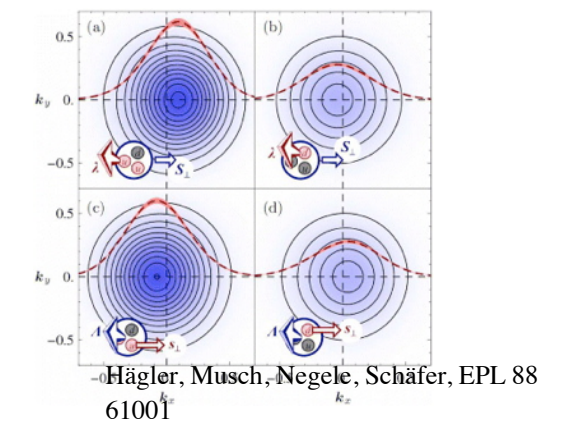 (a) (b)
0.5
k_y 0.
λ d u u S⊥ λ d u S⊥
−0.5
(c) (d)
0.5
k_y 0.
Λ d s⊥ Λ s⊥
−0.5
Hägler, Musch, Negele, Schäfer, EPL 88
61001
k_x k_x